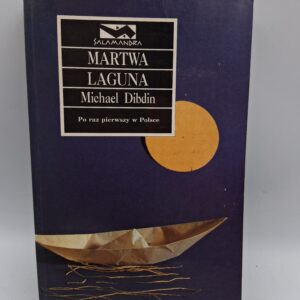 SALAMANDRA
MARTWA
LAGUNA
Michael Dibdin
Po raz pierwszy w Polsce